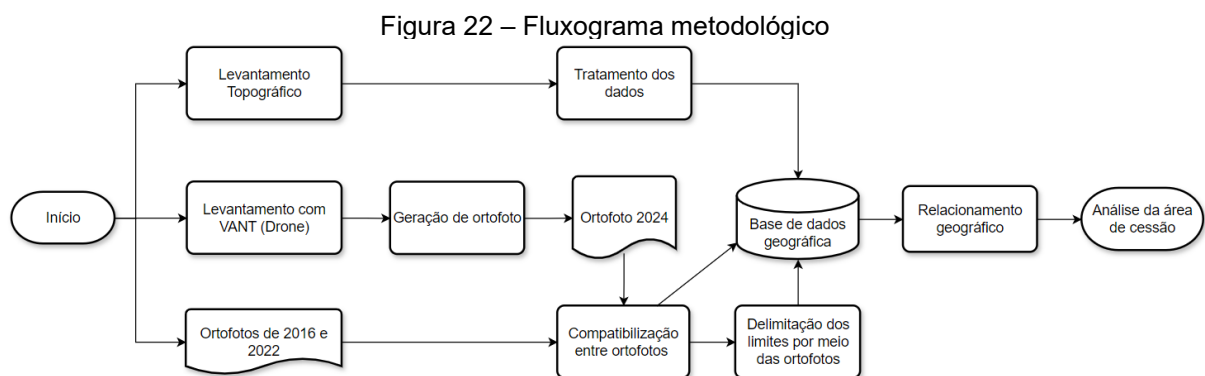 Figura 22 – Fluxograma metodológico
Levantamento
Topográfico
Tratamento dos
dados
Início
Levantamento com
VANT (Drone)
Geração de ortofoto
Ortofoto 2024
Base de dados
geográfica
Relacionamento
geográfico
Análise da área
de cessão
Ortofotos de 2016 e
2022
Compatibilização
entre ortofotos
Delimitação dos
limites por meio
das ortofotos